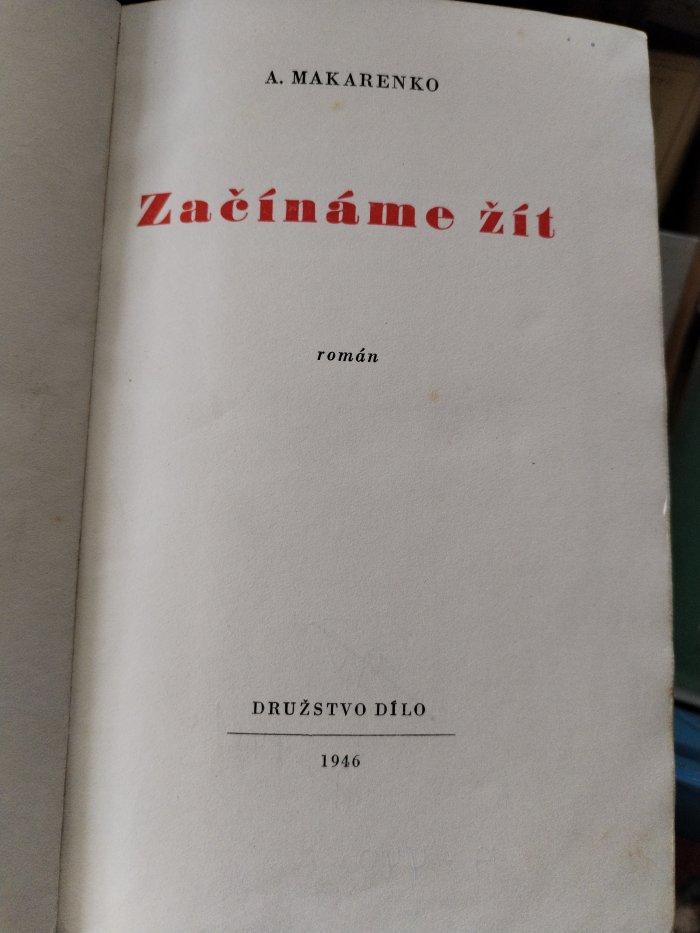 A. MAKARENKO
Začínáme žít
román
DRUŽSTVO DÍLO
1946